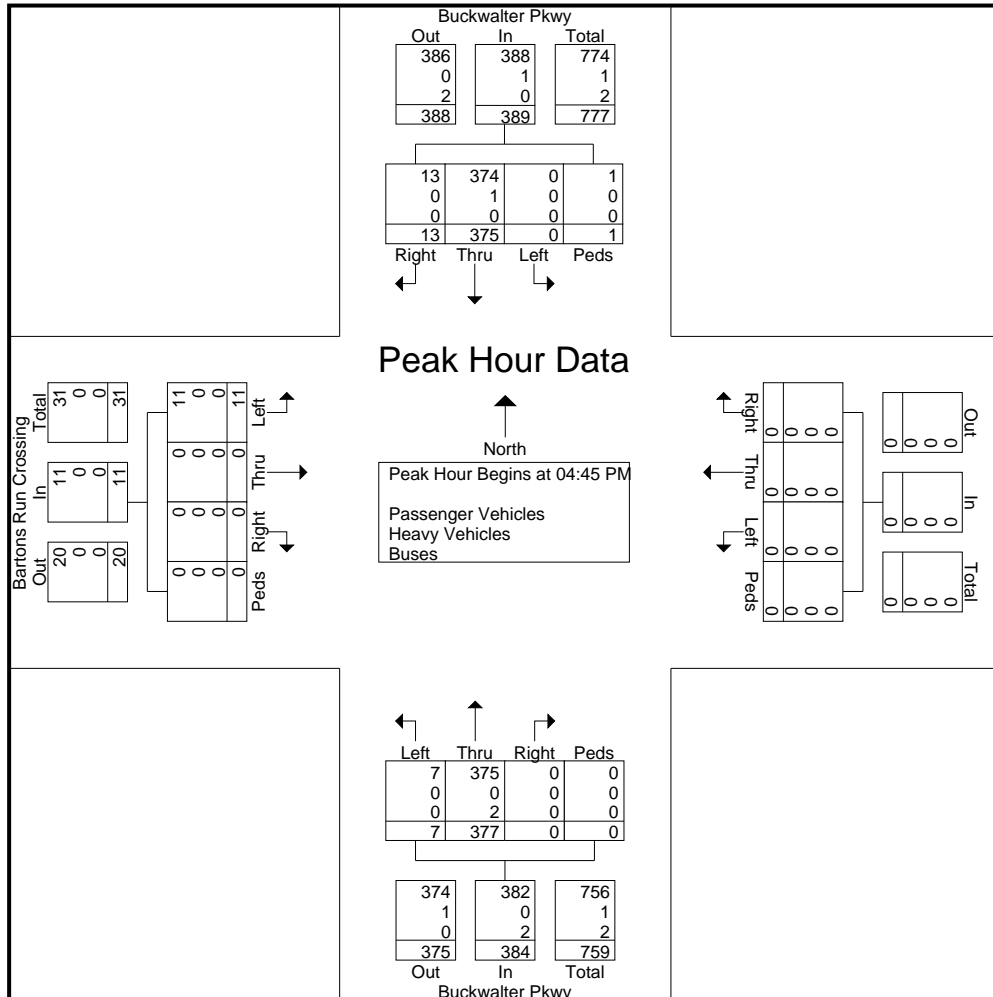 Buckwalter Pkwy
Out In Total
386 388 774
0 1 1
2 0 2
388 389 777
13 374 0 1
0 1 0 0
0 0 0 0
13 375 0 1
Right Thru Left Peds
Peak Hour Data
North
Peak Hour Begins at 04:45 PM
Passenger Vehicles
Heavy Vehicles
Buses
Bartons Run Crossing
Out In Total
20 11 31
0 0 0
0 0 0
20 11 31
Left
11 0 0 11
Thru
0 0 0 0
Right
0 0 0 0
Peds
0 0 0 0
Right
0 0 0 0
Thru
0 0 0 0
Left
0 0 0 0
Peds
0 0 0 0
Out
0 0 0 0
In
0 0 0 0
Total
0 0 0 0
Left Thru Right Peds
7 375 0 0
0 0 0 0
0 2 0 0
7 377 0 0
374 382 756
1 0 1
0 2 2
375 384 759
Out In Total
Buckwalter Pkwy